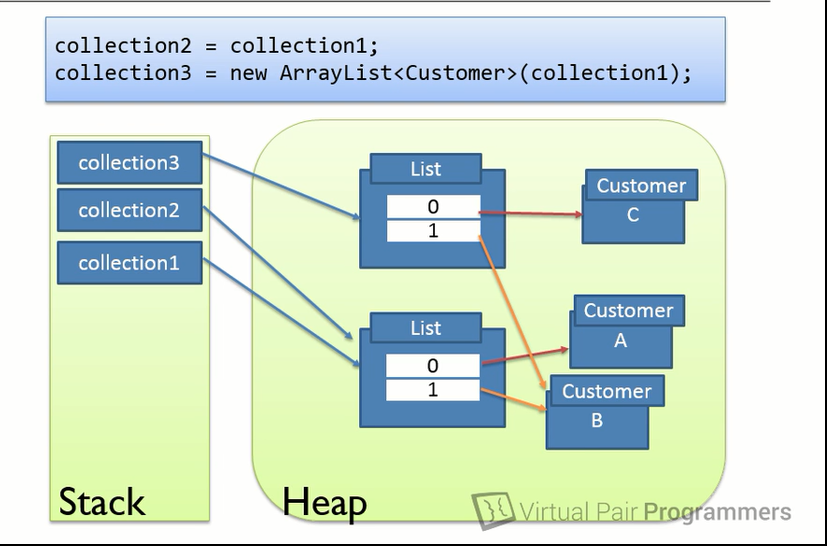 collection2 = collection1;
collection3 = new ArrayList<Customer>(collection1);
collection3
collection2
collection1
Stack
List
0
1
Customer
C
List
0
1
Customer
A
Customer
B
Heap
Virtual Pair Programmers